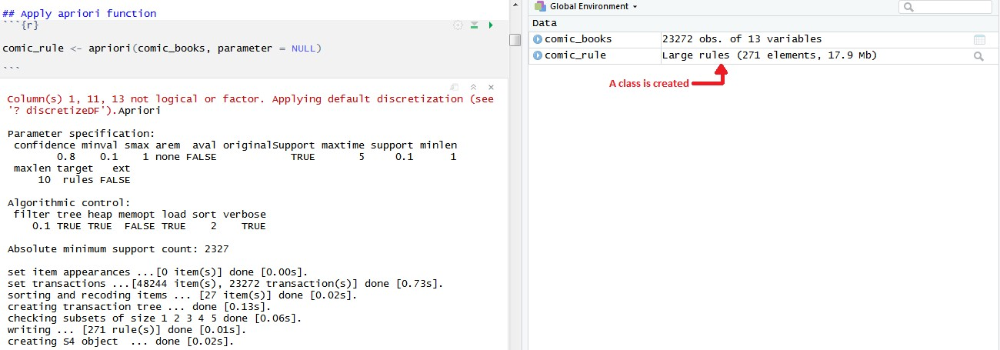 ## Apply apriori function
```{r}
comic_rule <- apriori(comic_books, parameter = NULL)
```
Column(s) 1, 11, 13 not logical or factor. Applying default discretization (see
'? discretizeDF').Apriori
Parameter specification:
confidence minval smax arem aval originalSupport maxtime support minlen
0.8 0.1 1 none FALSE TRUE 5 0.1 1
maxlen target ext
10 rules FALSE
Algorithmic control:
filter tree heap memopt load sort verbose
0.1 TRUE TRUE FALSE TRUE 2 TRUE
Absolute minimum support count: 2327
set item appearances ...[0 item(s)] done [0.00s].
set transactions ...[48244 item(s), 23272 transaction(s)] done [0.73s].
sorting and recoding items ... [27 item(s)] done [0.02s].
creating transaction tree ... done [0.13s].
checking subsets of size 1 2 3 4 5 done [0.06s].
writing ... [271 rule(s)] done [0.01s].
creating S4 object ... done [0.02s].
Global Environment
Data
comic_books 23272 obs. of 13 variables
comic_rule Large rules (271 elements, 17.9 Mb)
A class is created